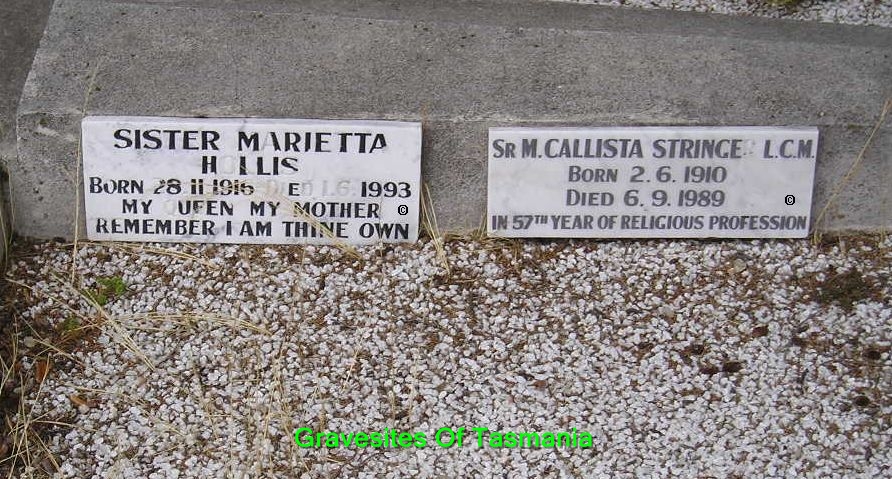 SISTER MARIETTA
HOLLIS
BORN 28 11 1916 DIED 1.6. 1993
MY QUEEN MY MOTHER ©
REMEMBER I AM THINE OWN
SR M. CALLISTA STRINGER L.C.M.
BORN 2.6.1910
DIED 6.9.1989 ©
IN 57TH YEAR OF RELIGIOUS PROFESSION
Gravesites Of Tasmania